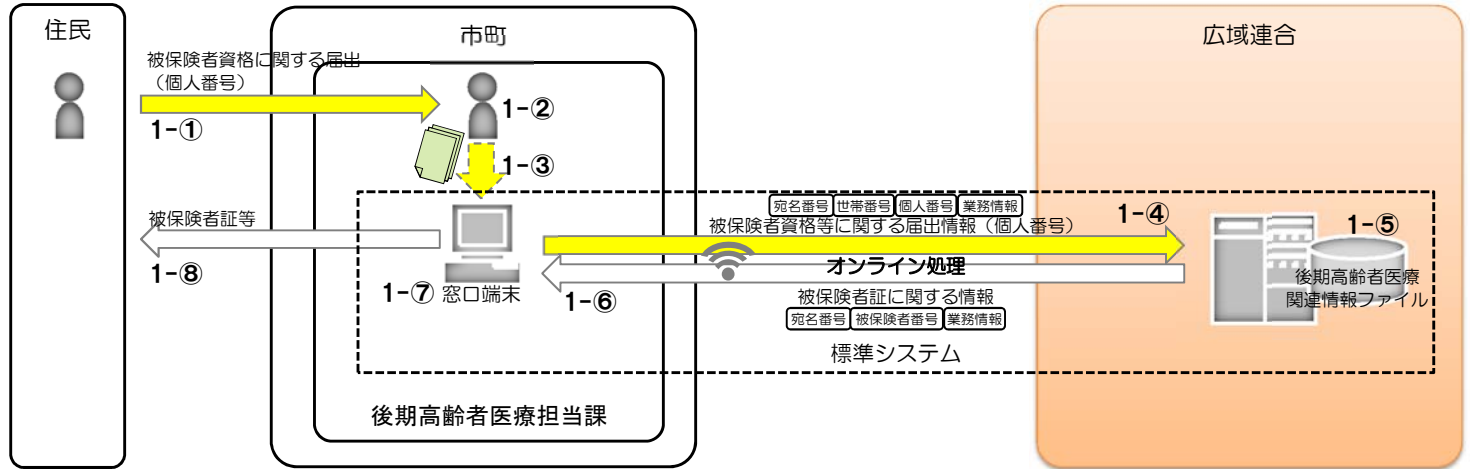 住民
市町
広域連合
被保険者資格に関する届出
（個人番号）
1-①
1-②
1-③
宛名番号 世帯番号 個人番号 業務情報
被保険者資格等に関する届出情報（個人番号）
1-④
1-⑤
被保険者証等
1-⑧
1-⑦ 窓口端末
オンライン処理
1-⑥
被保険者証に関する情報
宛名番号 被保険者番号 業務情報
後期高齢者医療
関連情報ファイル
標準システム
後期高齢者医療担当課